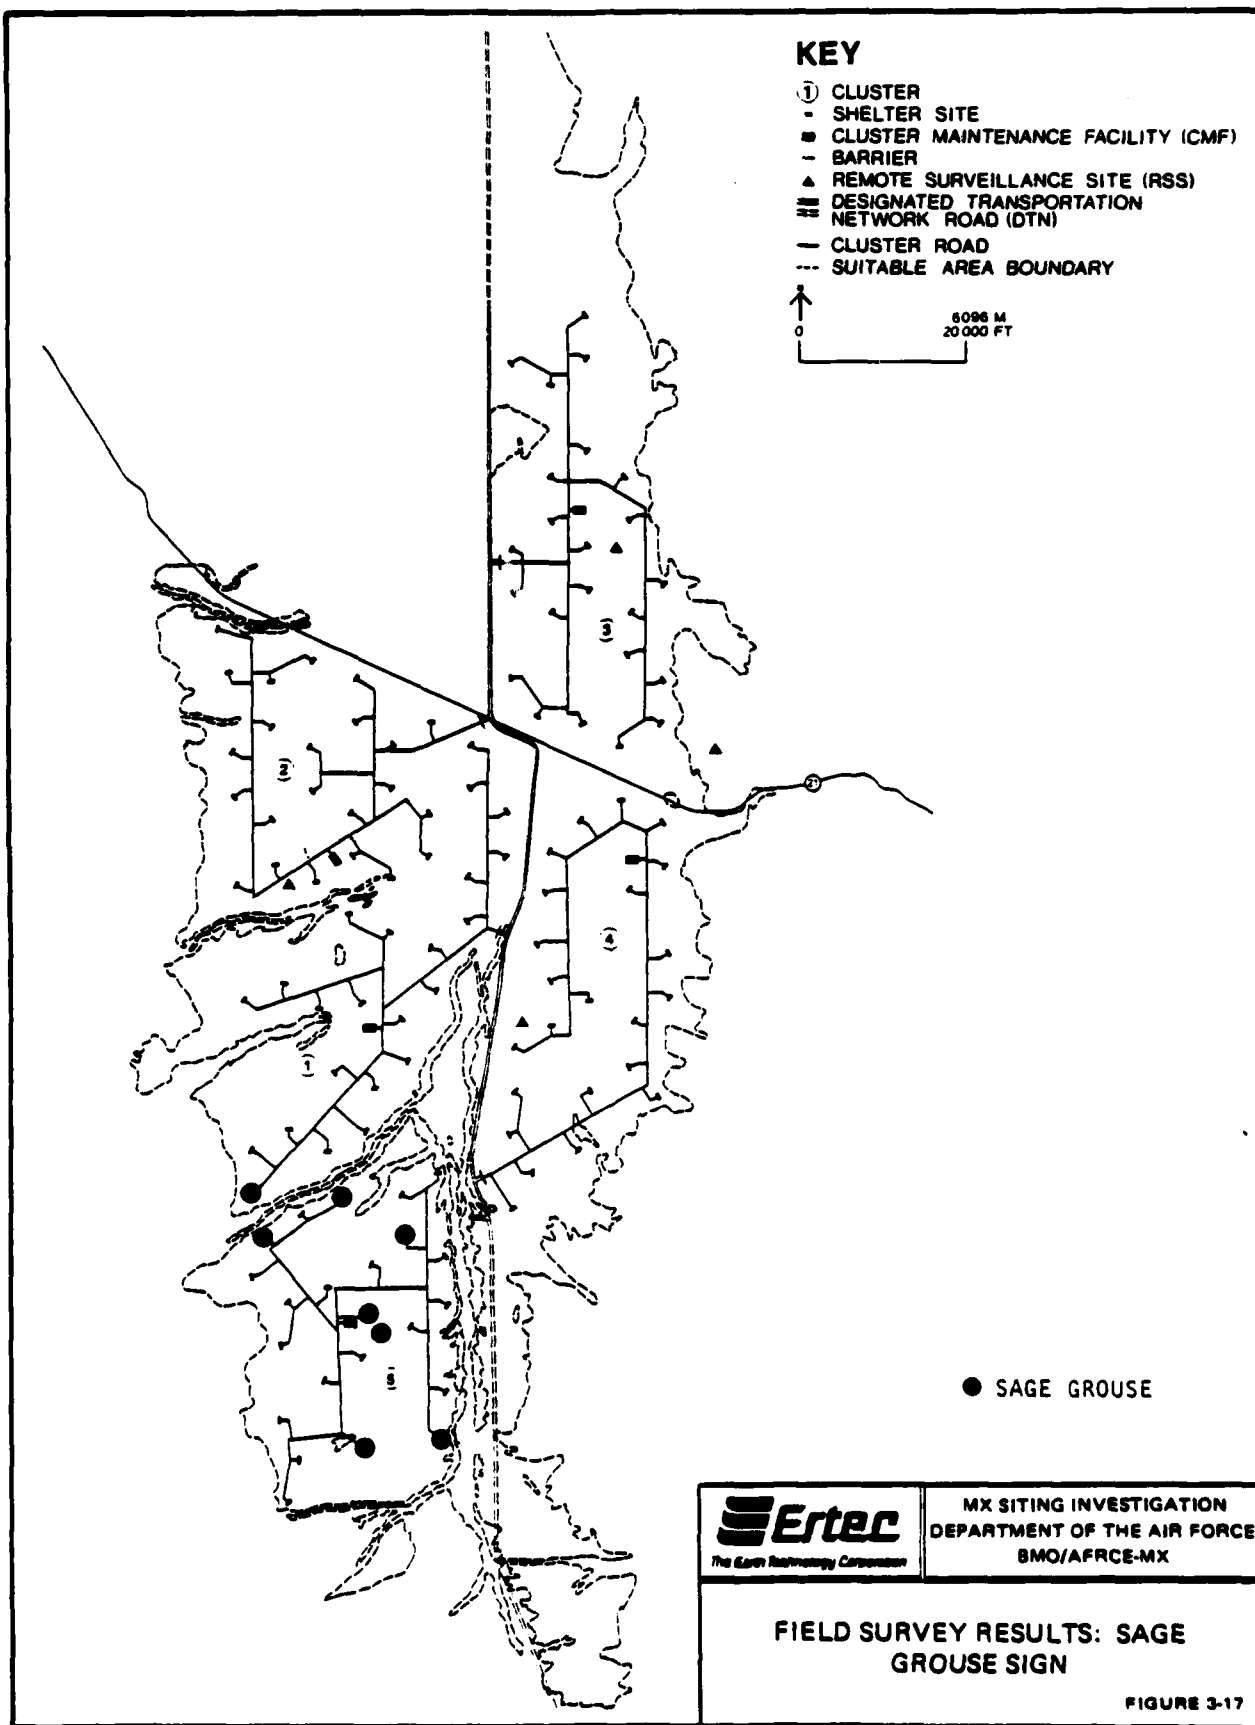 KEY
1 CLUSTER
SHELTER SITE
CLUSTER MAINTENANCE FACILITY (CMF)
BARRIER
REMOTE SURVEILLANCE SITE (RSS)
DESIGNATED TRANSPORTATION
NETWORK ROAD (DTN)
CLUSTER ROAD
SUITABLE AREA BOUNDARY
0
6096 M
20 000 FT
3
2
21
4
1
5
SAGE GROUSE
Ertec
The Earth Technology Corporation
MX SITING INVESTIGATION
DEPARTMENT OF THE AIR FORCE
BMO/AFRCE-MX
FIELD SURVEY RESULTS: SAGE
GROUSE SIGN
FIGURE 3-17